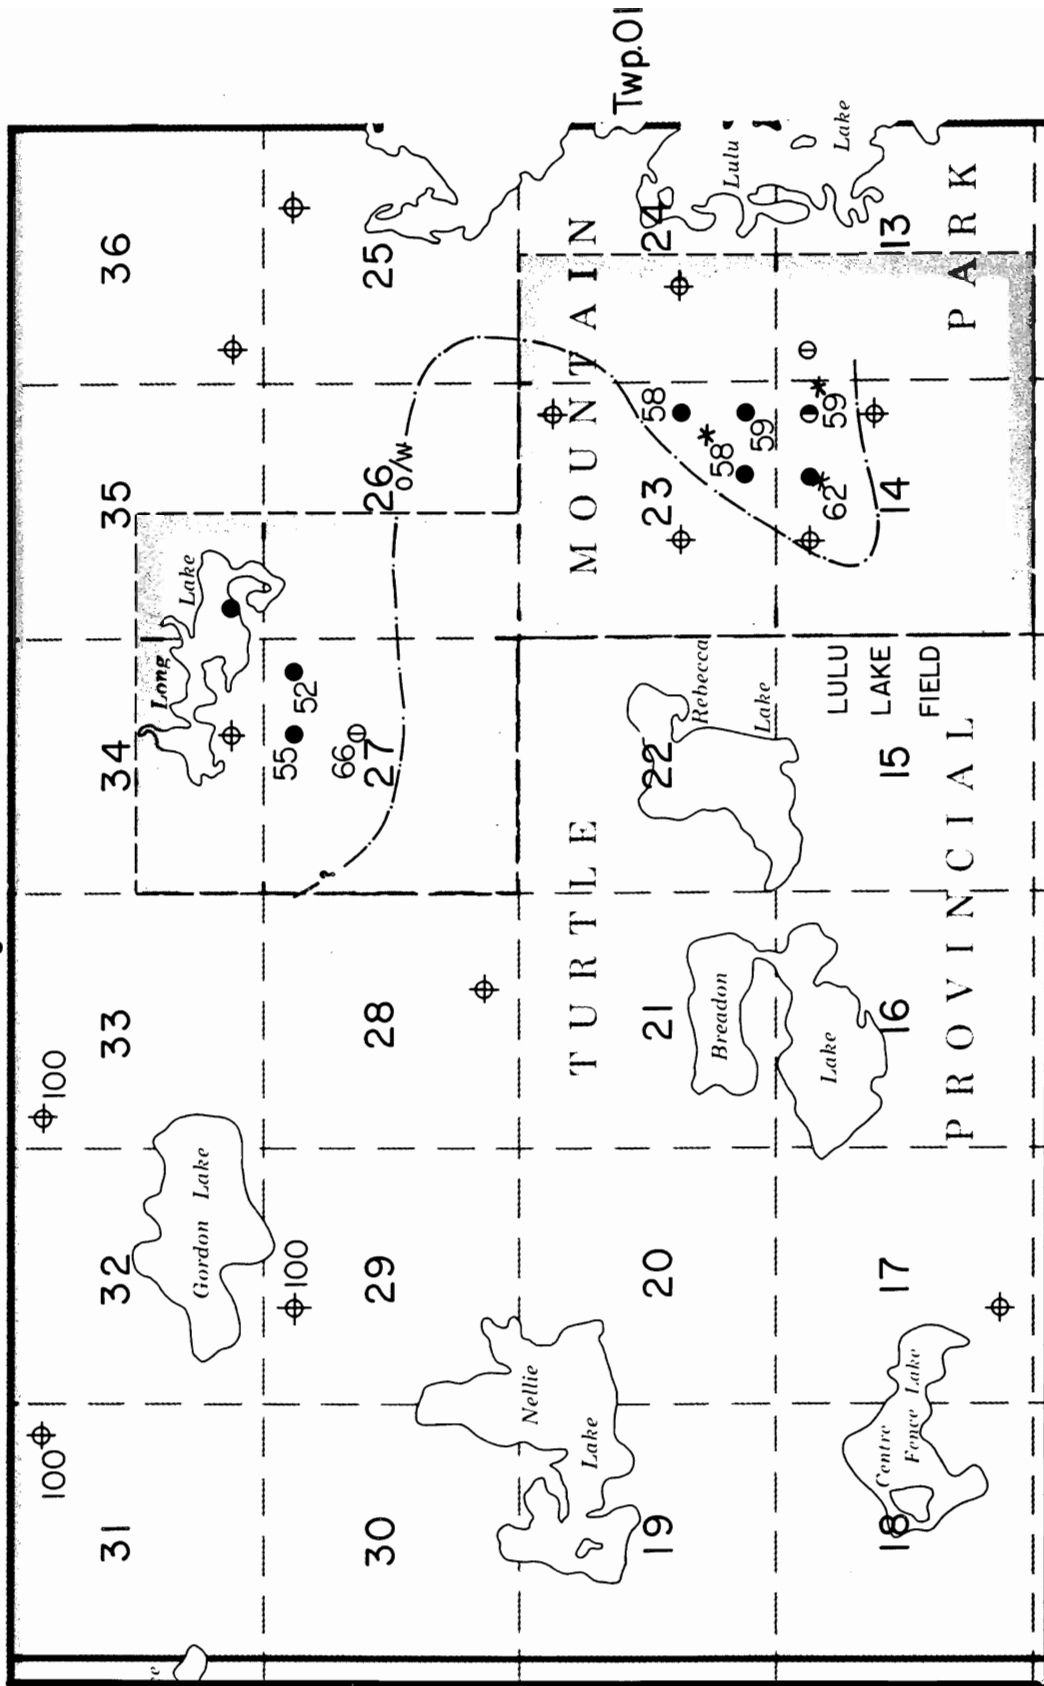 Twp.01
36
35
34
33
32
31
25
26
27
28
29
30
24
23
22
21
20
19
13
14
15
16
17
18
100
100
100
Long
Lake
Gordon Lake
55
52
66
O/W
?
MOUNTAIN
TURTLE
PROVINCIAL
PARK
Lulu
Lake
58
58
59
59
62
LULU
LAKE
FIELD
Rebecca
Lake
Breadon
Lake
Nellie
Lake
Centre
Fence Lake